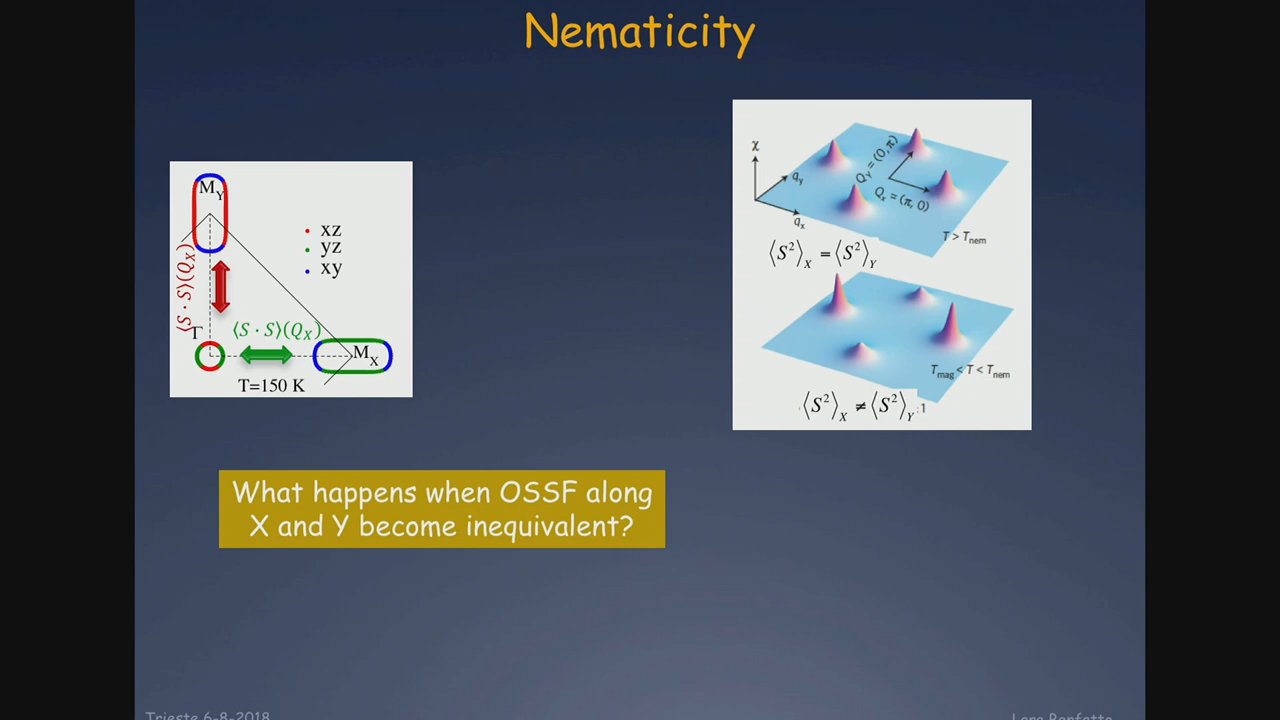 Nematicity
M_Y
xz
yz
xy
⟨S · S⟩(Q_X)
Γ
⟨S · S⟩(Q_X)
M_X
T=150 K
χ
q_y
q_x
Q_Y = (0,π)
Q_x = (π, 0)
T > T_nem
⟨S²⟩_X = ⟨S²⟩_Y
T_mag < T < T_nem
⟨S²⟩_X ≠ ⟨S²⟩_Y
What happens when OSSF along
X and Y become inequivalent?
Trieste 6-8-2018
Lara Benfatto